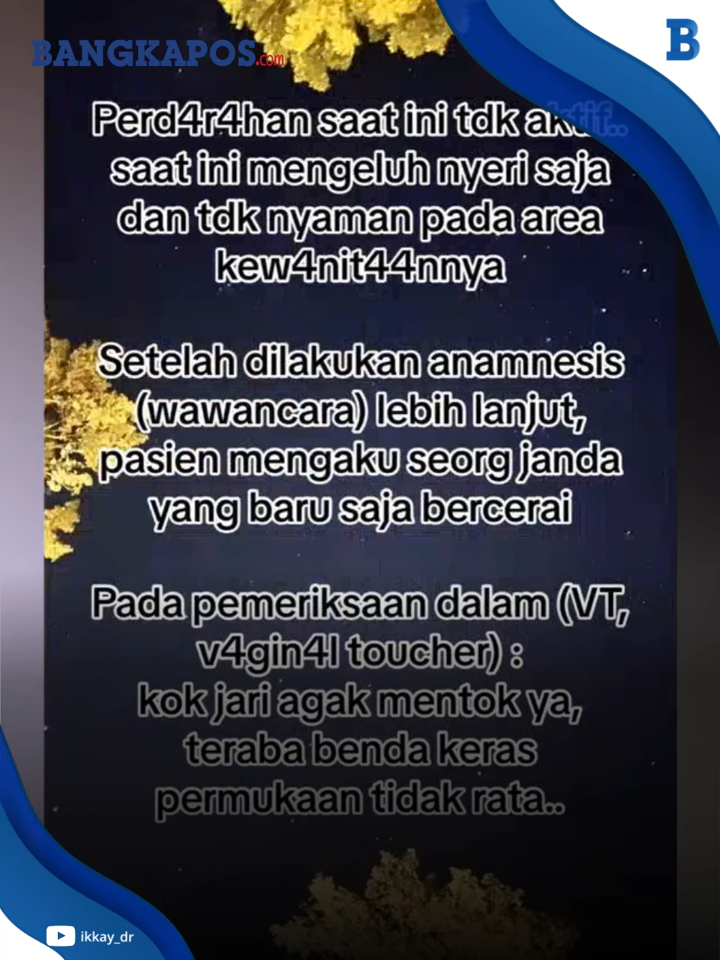 BANGKAPOS.com
B
Perd4r4han saat ini tdk aktif..
saat ini mengeluh nyeri saja
dan tdk nyaman pada area
kew4nit44nnya
Setelah dilakukan anamnesis
(wawancara) lebih lanjut,
pasien mengaku seorg janda
yang baru saja bercerai
Pada pemeriksaan dalam (VT,
v4gin4l toucher) :
kok jari agak mentok ya,
teraba benda keras
permukaan tidak rata..
ikkay_dr